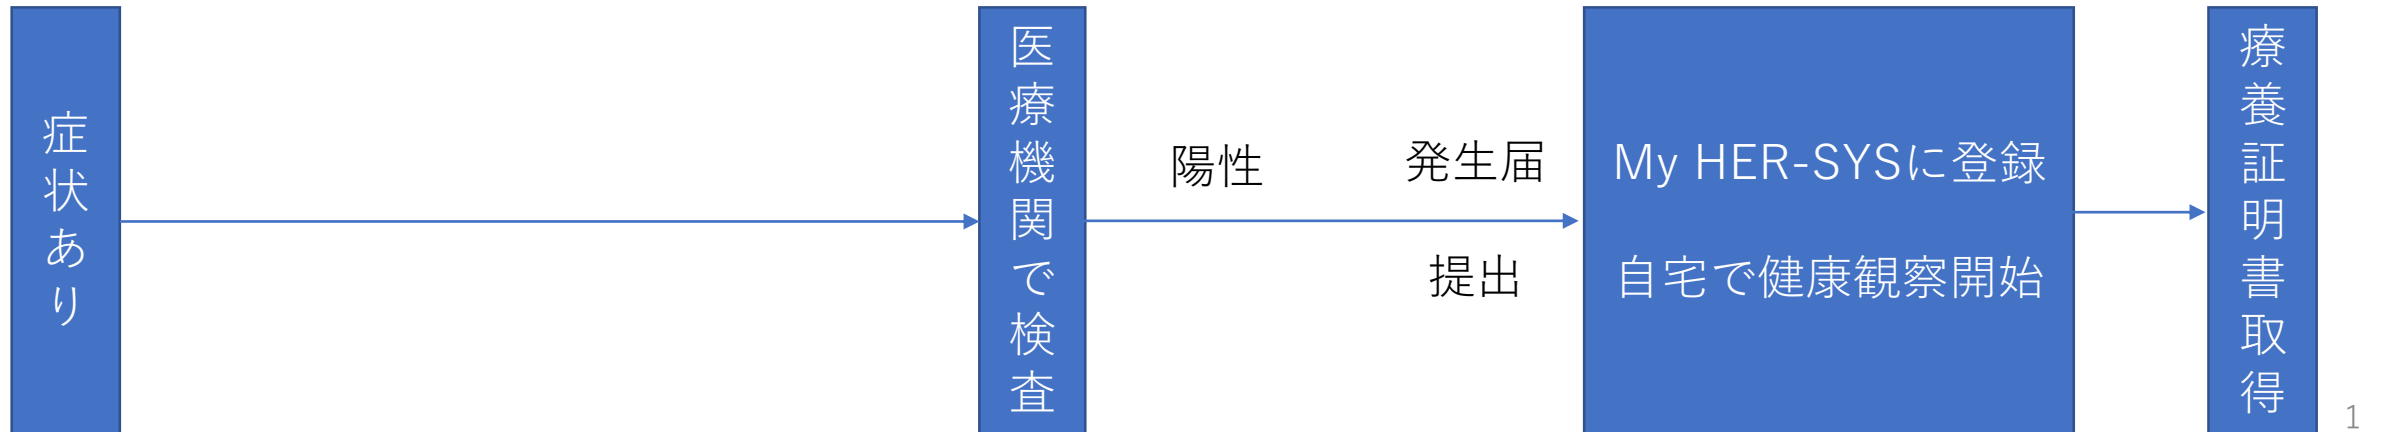 症状あり
医療機関で検査
陽性
発生届
提出
My HER-SYSに登録
自宅で健康観察開始
療養証明書取得
1